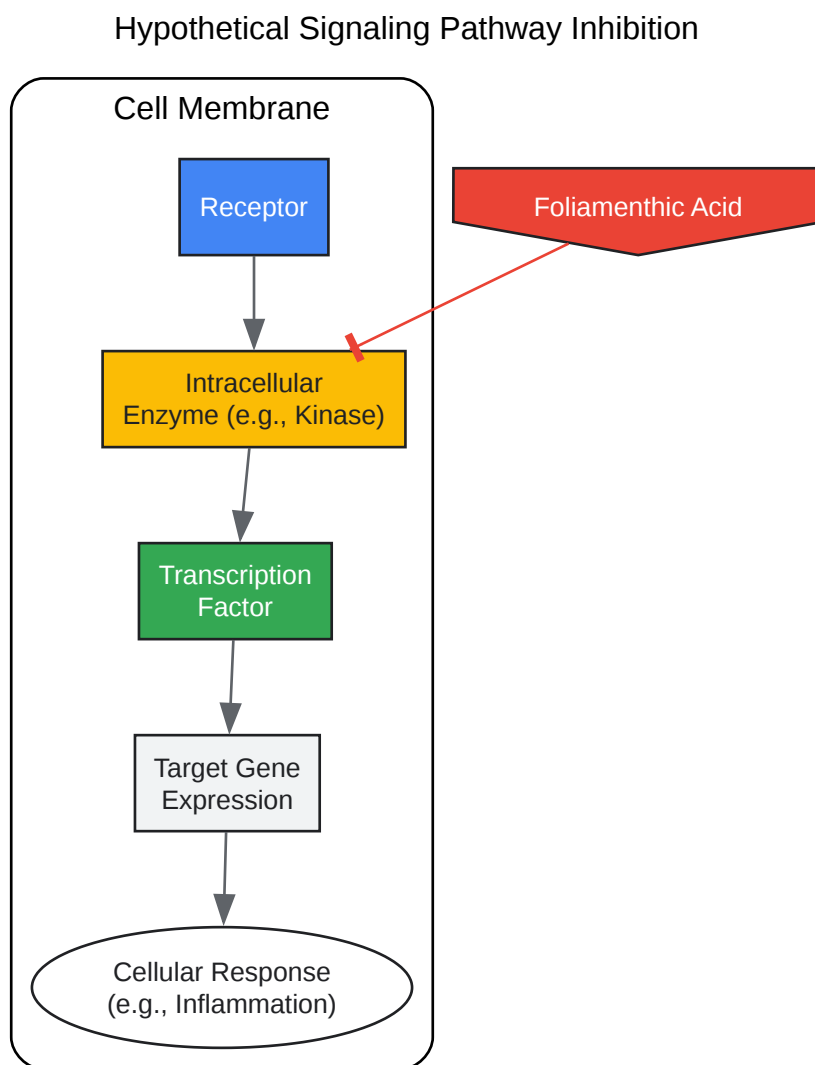 Hypothetical Signaling Pathway Inhibition
Cell Membrane
Receptor
Foliamenthic Acid
Intracellular
Enzyme (e.g., Kinase)
Transcription
Factor
Target Gene
Expression
Cellular Response
(e.g., Inflammation)